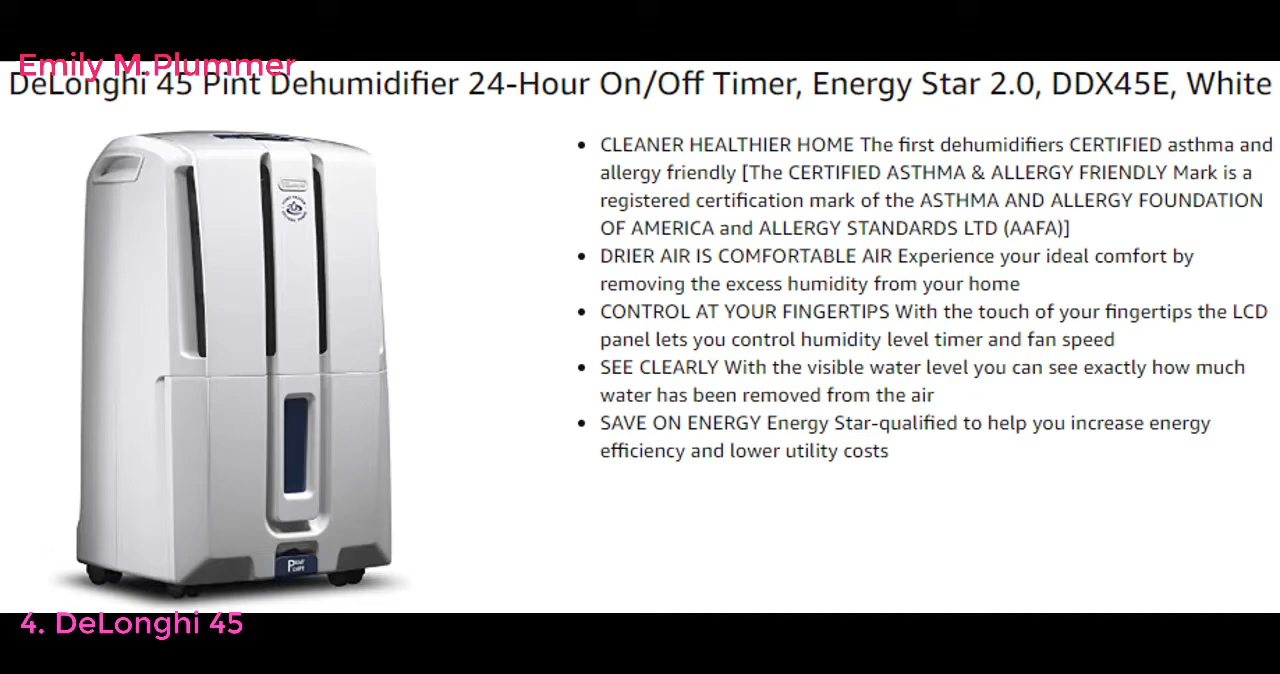 Emily M.Plummer
DeLonghi 45 Pint Dehumidifier 24-Hour On/Off Timer, Energy Star 2.0, DDX45E, White
• CLEANER HEALTHIER HOME The first dehumidifiers CERTIFIED asthma and
allergy friendly [The CERTIFIED ASTHMA & ALLERGY FRIENDLY Mark is a
registered certification mark of the ASTHMA AND ALLERGY FOUNDATION
OF AMERICA and ALLERGY STANDARDS LTD (AAFA)]
• DRIER AIR IS COMFORTABLE AIR Experience your ideal comfort by
removing the excess humidity from your home
• CONTROL AT YOUR FINGERTIPS With the touch of your fingertips the LCD
panel lets you control humidity level timer and fan speed
• SEE CLEARLY With the visible water level you can see exactly how much
water has been removed from the air
• SAVE ON ENERGY Energy Star-qualified to help you increase energy
efficiency and lower utility costs
4. DeLonghi 45